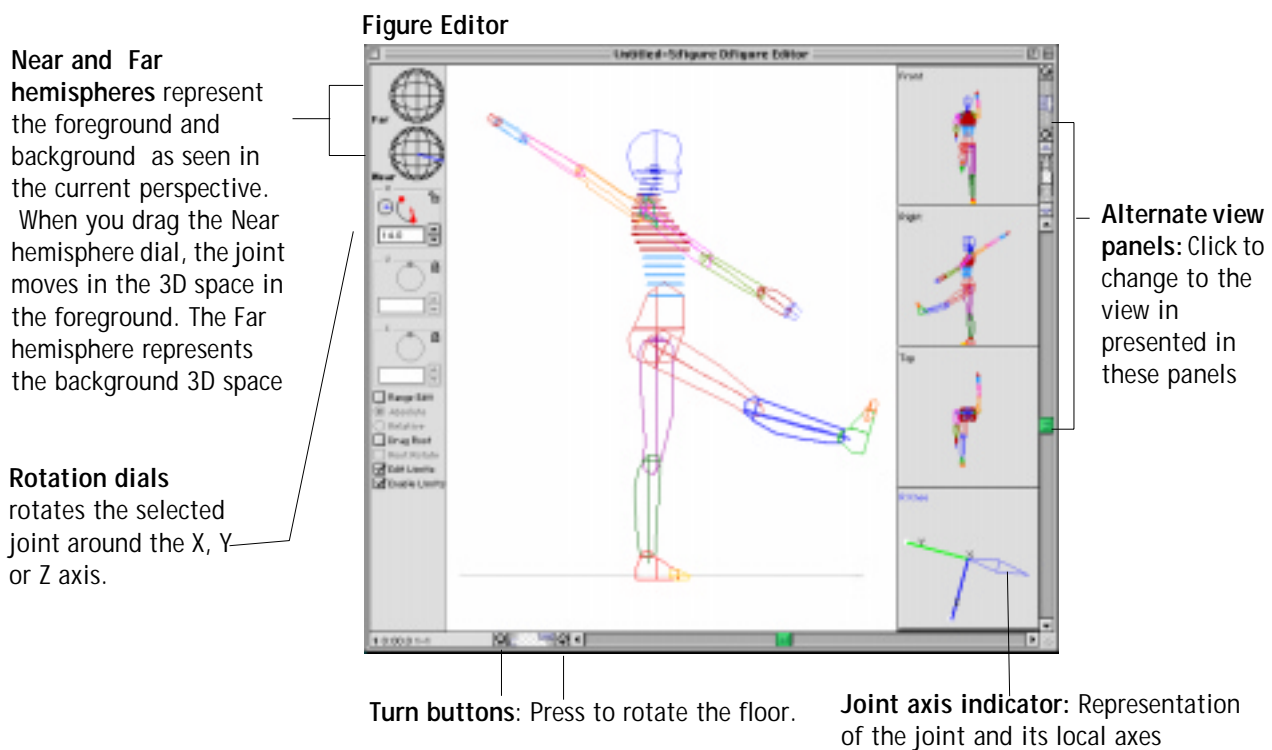 Figure Editor
Near and Far
hemispheres represent
the foreground and
background as seen in
the current perspective.
When you drag the Near
hemisphere dial, the joint
moves in the 3D space in
the foreground. The Far
hemisphere represents
the background 3D space
Rotation dials
rotates the selected
joint around the X, Y
or Z axis.
Figure Editor
Far
Near
Front
Right
Top
Range Edit
Absolute
Relative
Drag Root
Root Rotate
Edit Limits
Enable Limits
Alternate view
panels: Click to
change to the
view in
presented in
these panels
Turn buttons: Press to rotate the floor.
Joint axis indicator: Representation
of the joint and its local axes